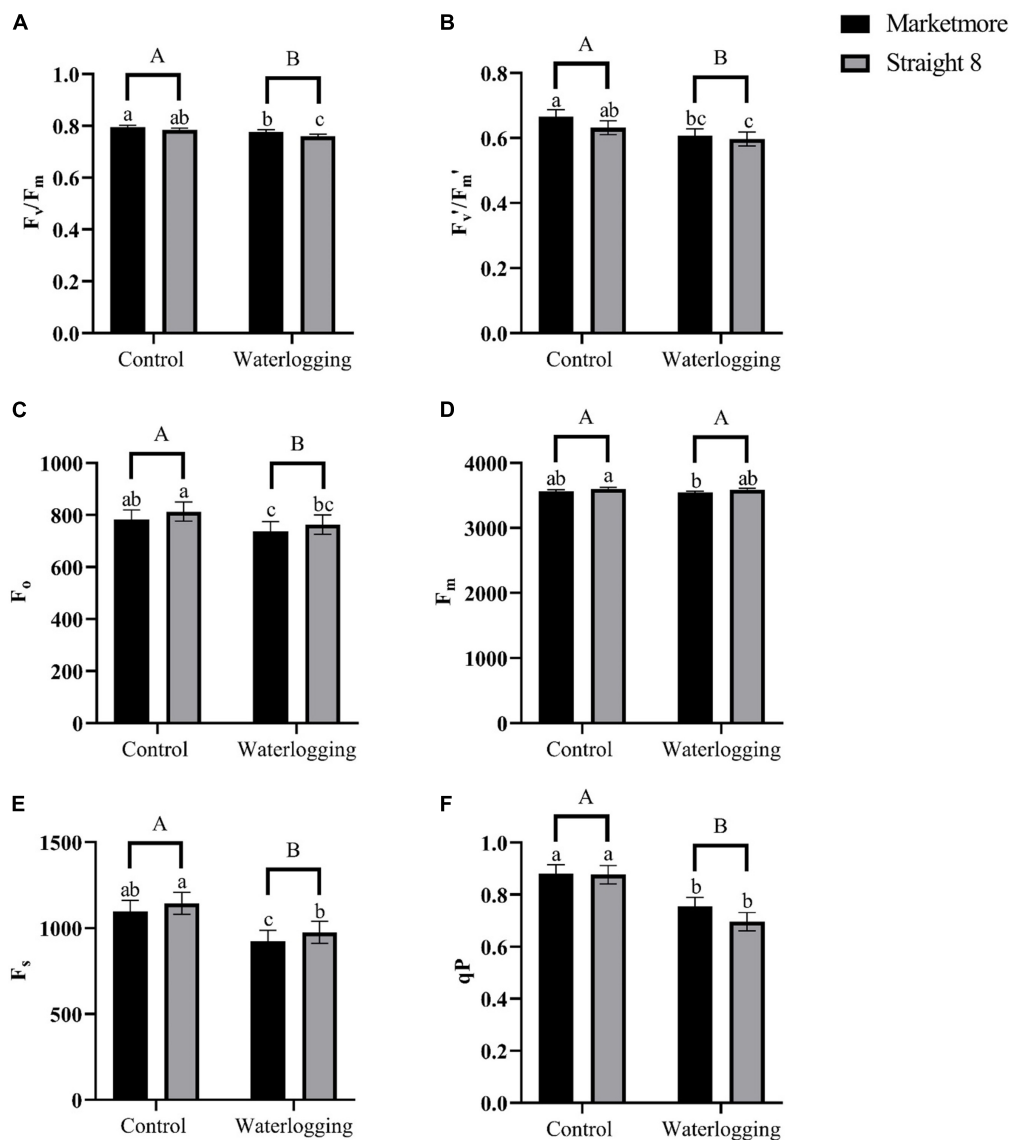 A
B
Marketmore
Straight 8
A
B
a
ab
b
c
1.0
0.8
0.6
0.4
0.2
0.0
Fv/Fm
Control
Waterlogging
A
B
a
ab
bc
c
0.8
0.6
0.4
0.2
0.0
Fv'/Fm'
Control
Waterlogging
C
A
B
ab
a
c
bc
1000
800
600
400
200
0
Fo
Control
Waterlogging
D
A
A
ab
a
b
ab
4000
3000
2000
1000
0
Fm
Control
Waterlogging
E
A
B
ab
a
c
b
1500
1000
500
0
Fs
Control
Waterlogging
F
A
B
a
a
b
b
1.0
0.8
0.6
0.4
0.2
0.0
qP
Control
Waterlogging